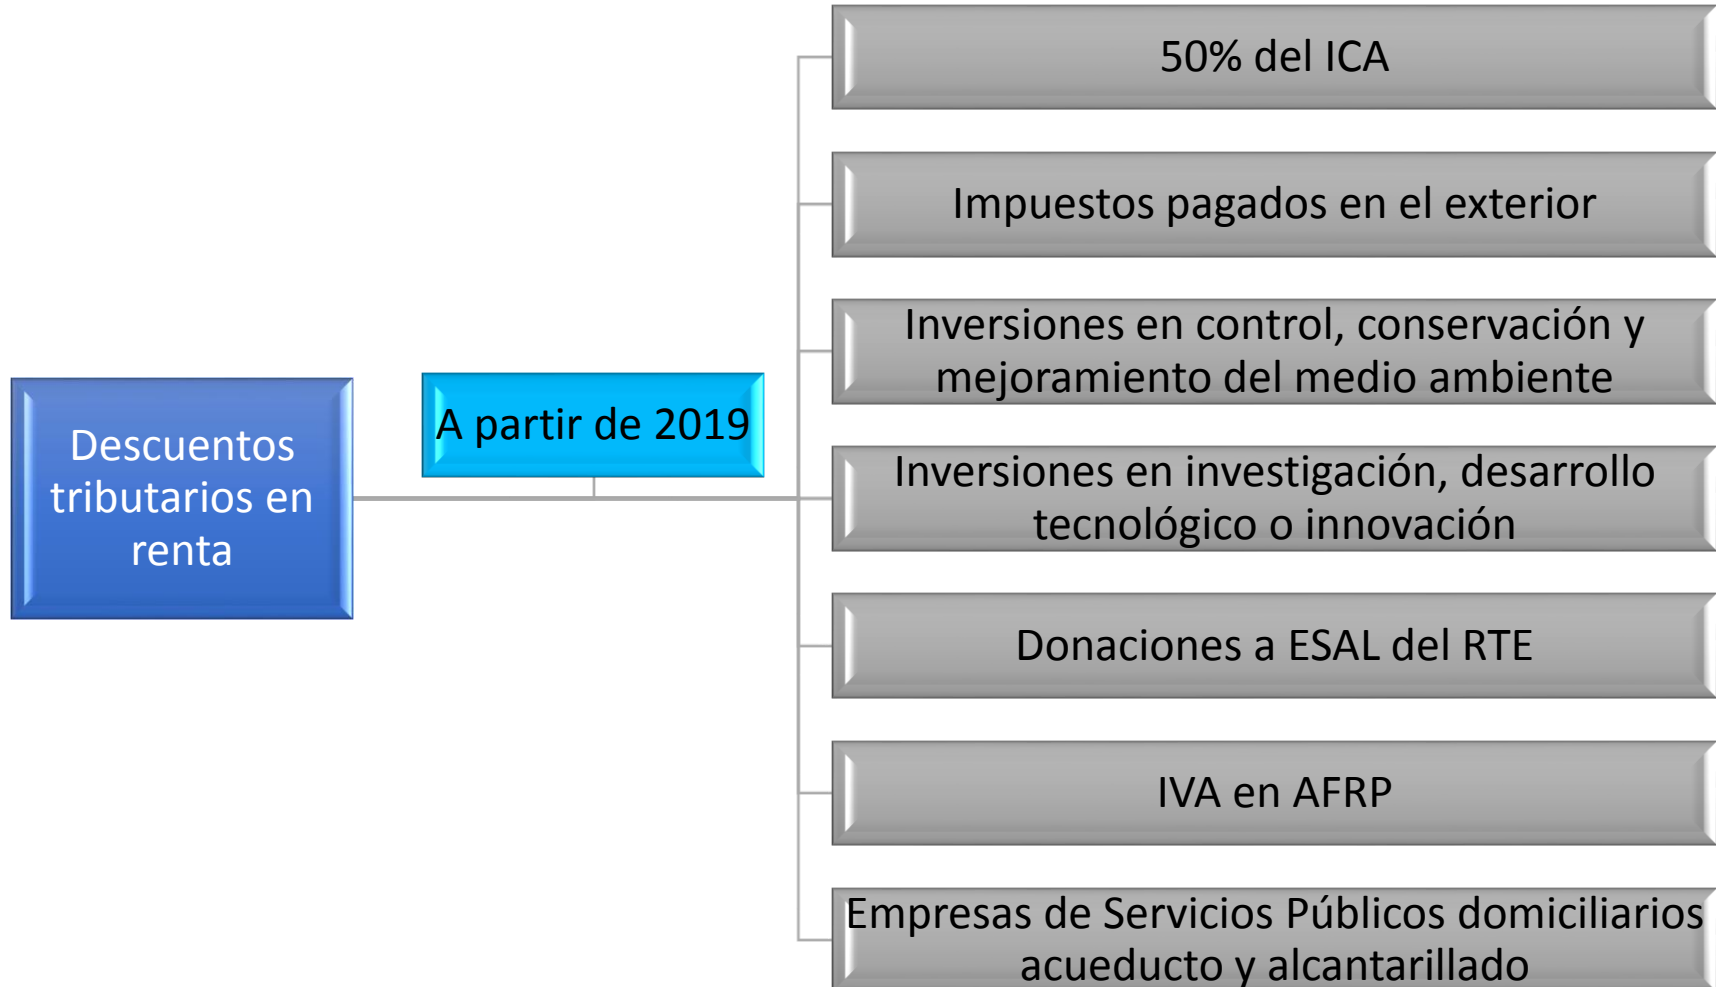 Descuentos
tributarios en
renta
A partir de 2019
50% del ICA
Impuestos pagados en el exterior
Inversiones en control, conservación y
mejoramiento del medio ambiente
Inversiones en investigación, desarrollo
tecnológico o innovación
Donaciones a ESAL del RTE
IVA en AFRP
Empresas de Servicios Públicos domiciliarios
acueducto y alcantarillado